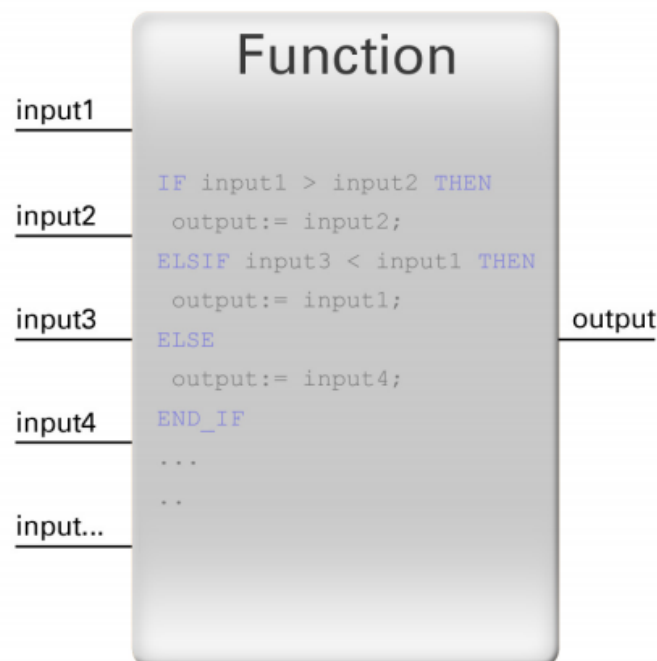 Function
input1
input2
input3
input4
input...
IF input1 > input2 THEN
output:= input2;
ELSIF input3 < input1 THEN
output:= input1;
ELSE
output:= input4;
END_IF
...
..
output